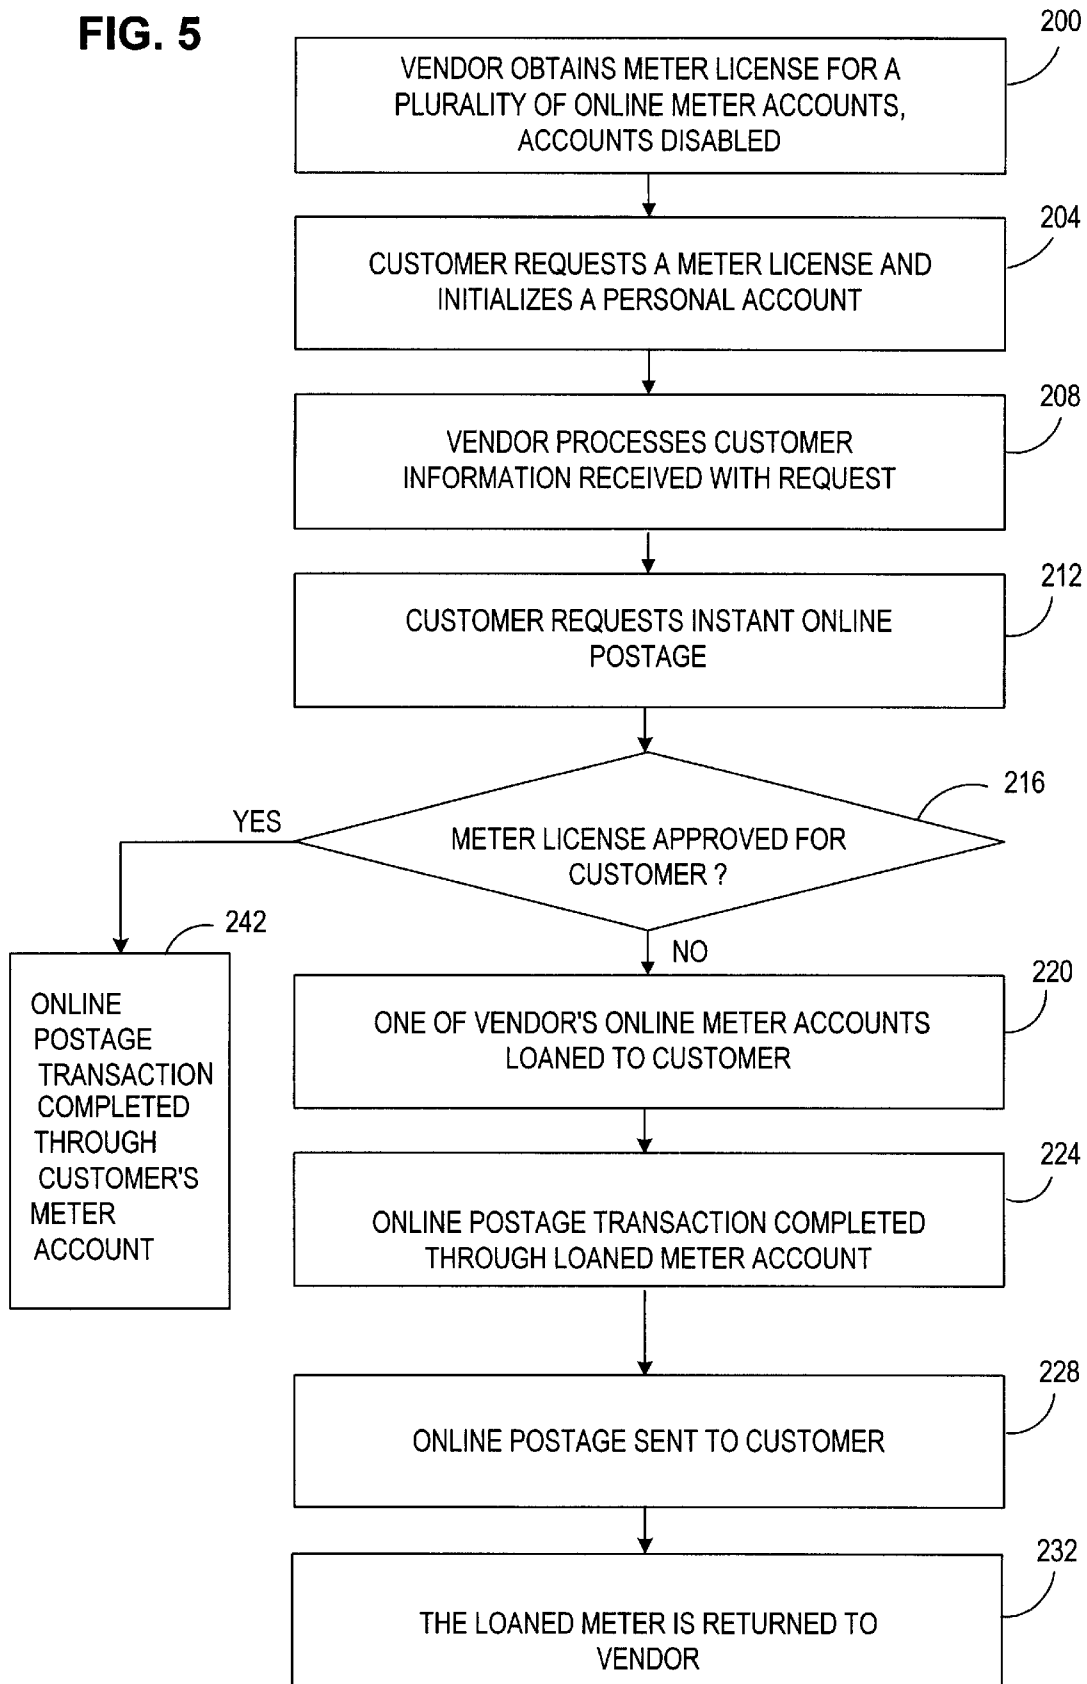 FIG. 5
200
VENDOR OBTAINS METER LICENSE FOR A
PLURALITY OF ONLINE METER ACCOUNTS,
ACCOUNTS DISABLED
204
CUSTOMER REQUESTS A METER LICENSE AND
INITIALIZES A PERSONAL ACCOUNT
208
VENDOR PROCESSES CUSTOMER
INFORMATION RECEIVED WITH REQUEST
212
CUSTOMER REQUESTS INSTANT ONLINE
POSTAGE
216
YES
METER LICENSE APPROVED FOR
CUSTOMER ?
NO
242
ONLINE
POSTAGE
TRANSACTION
COMPLETED
THROUGH
CUSTOMER'S
METER
ACCOUNT
220
ONE OF VENDOR'S ONLINE METER ACCOUNTS
LOANED TO CUSTOMER
224
ONLINE POSTAGE TRANSACTION COMPLETED
THROUGH LOANED METER ACCOUNT
228
ONLINE POSTAGE SENT TO CUSTOMER
232
THE LOANED METER IS RETURNED TO
VENDOR